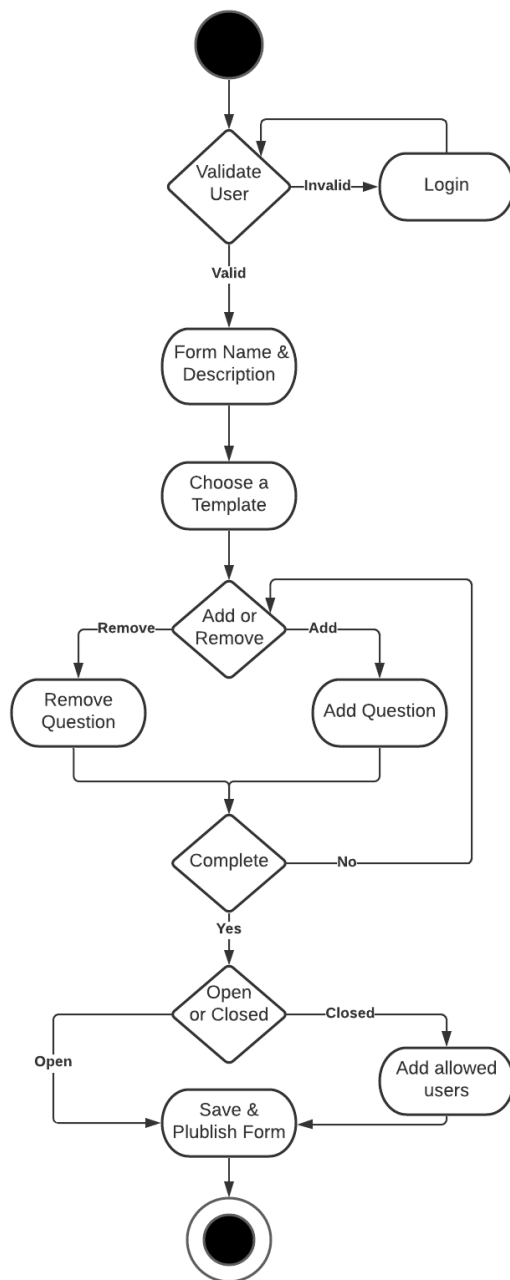 Validate
User
Invalid
Login
Valid
Form Name &
Description
Choose a
Template
Add or
Remove
Remove
Add
Remove
Question
Add Question
Complete
No
Yes
Open
or Closed
Closed
Open
Add allowed
users
Save &
Plublish Form